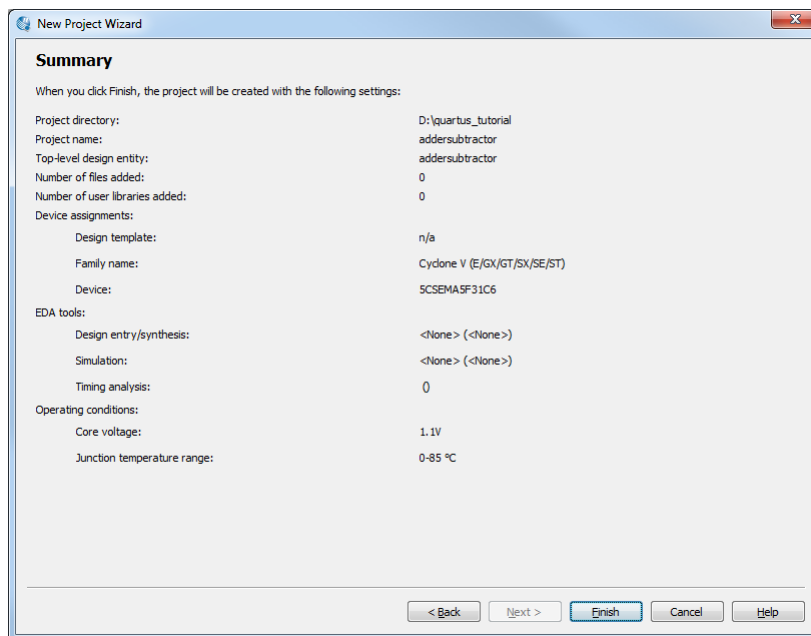 New Project Wizard
Summary
When you click Finish, the project will be created with the following settings:
Project directory: D:\quartus_tutorial
Project name: addersubtractor
Top-level design entity: addersubtractor
Number of files added: 0
Number of user libraries added: 0
Device assignments:
Design template: n/a
Family name: Cyclone V (E/GX/GT/SX/SE/ST)
Device: 5CSEMA5F31C6
EDA tools:
Design entry/synthesis: <None> (<None>)
Simulation: <None> (<None>)
Timing analysis: ()
Operating conditions:
Core voltage: 1.1V
Junction temperature range: 0-85 ºC
< Back Next > Finish Cancel Help